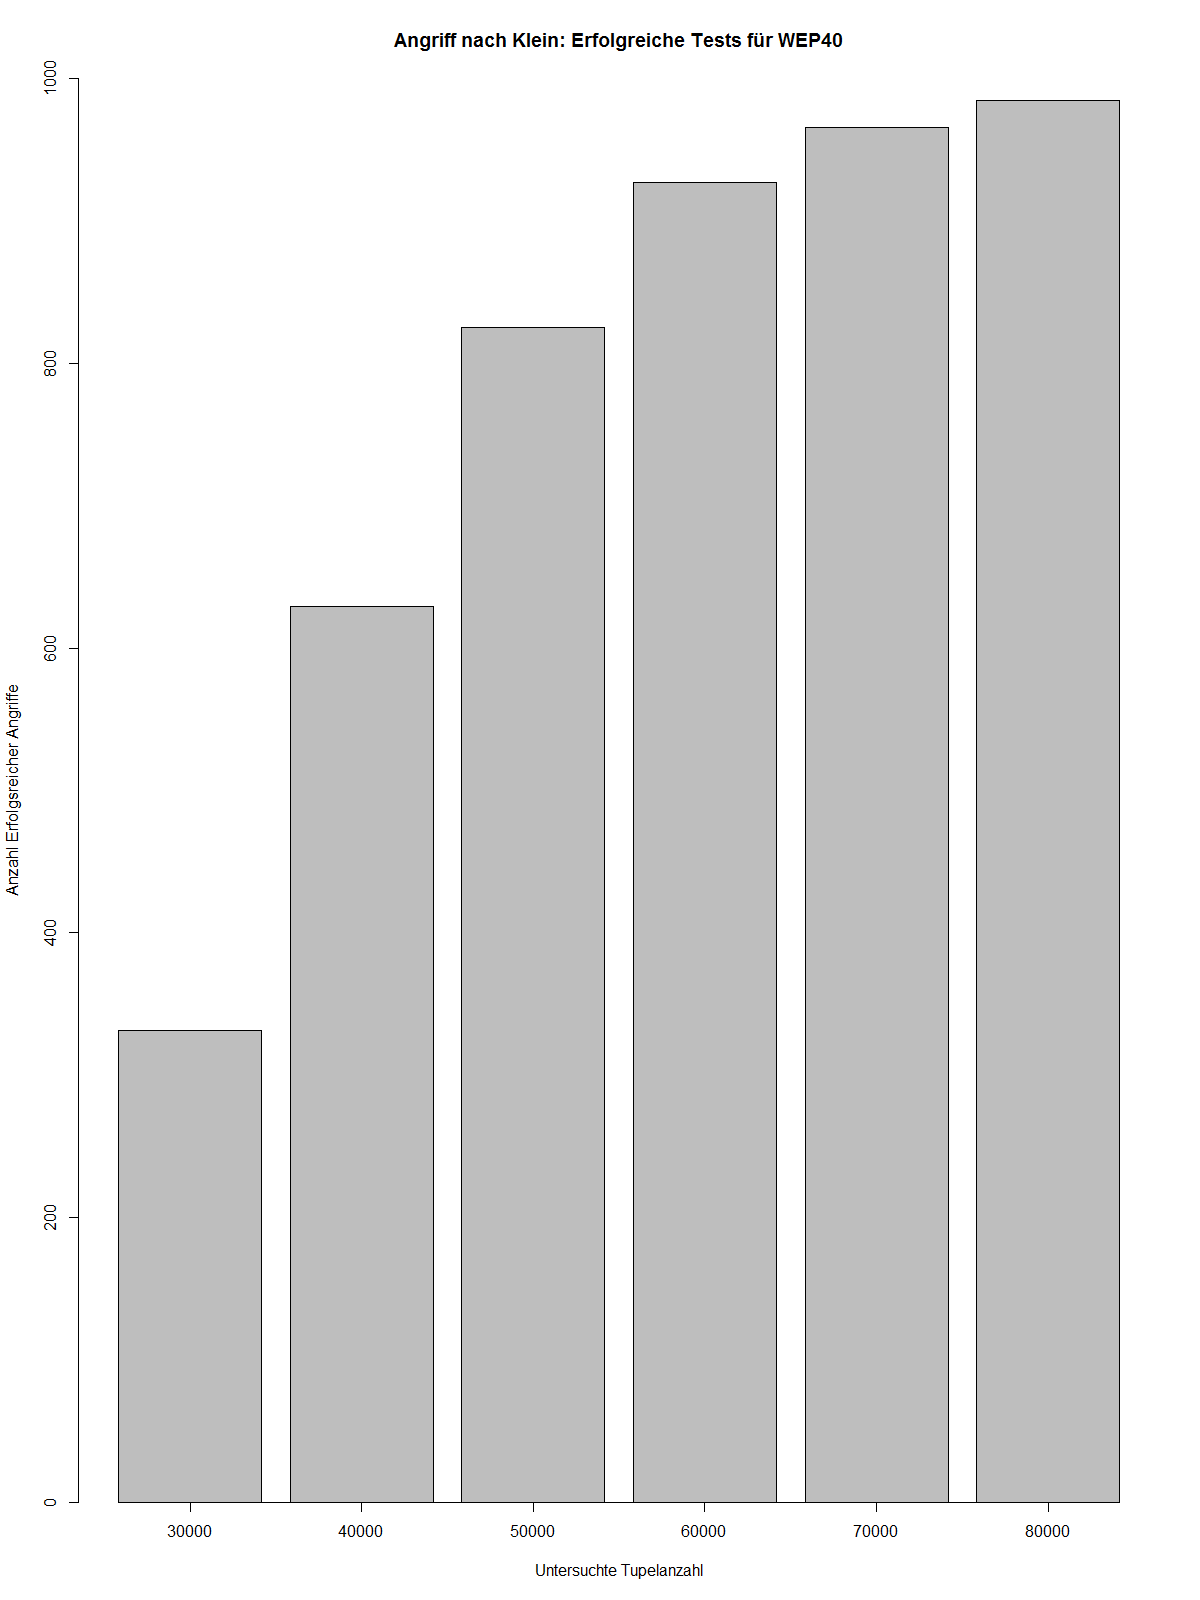 Angriff nach Klein: Erfolgreiche Tests für WEP40
1000
800
600
400
200
0
Anzahl Erfolgsreicher Angriffe
30000 40000 50000 60000 70000 80000
Untersuchte Tupelanzahl